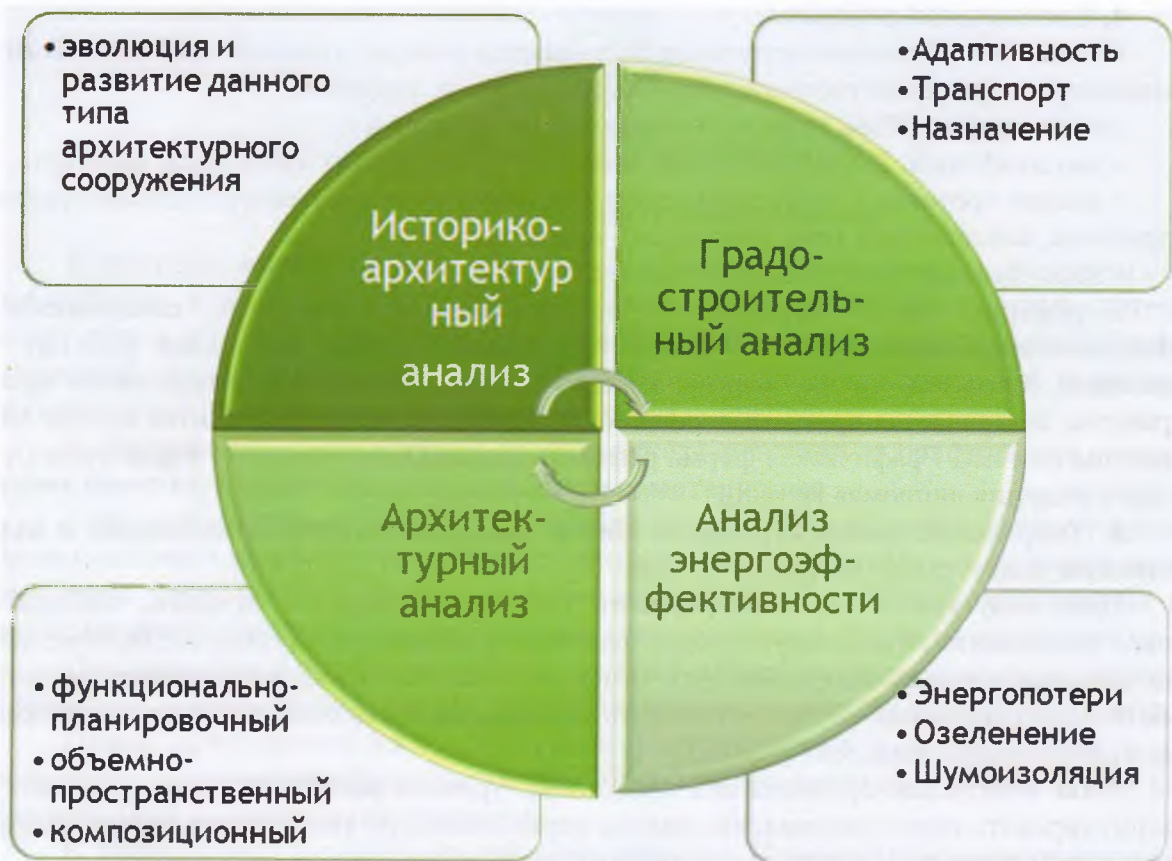 • эволюция и
развитие данного
типа
архитектурного
сооружения
• Адаптивность
• Транспорт
• Назначение
Историко-
архитектур
ный
анализ
Градо-
строитель-
ный анализ
Архитек-
турный
анализ
Анализ
энергоэф-
фективности
• функционально-
планировочный
• объемно-
пространственный
• композиционный
• Энергопотери
• Озеленение
• Шумоизоляция